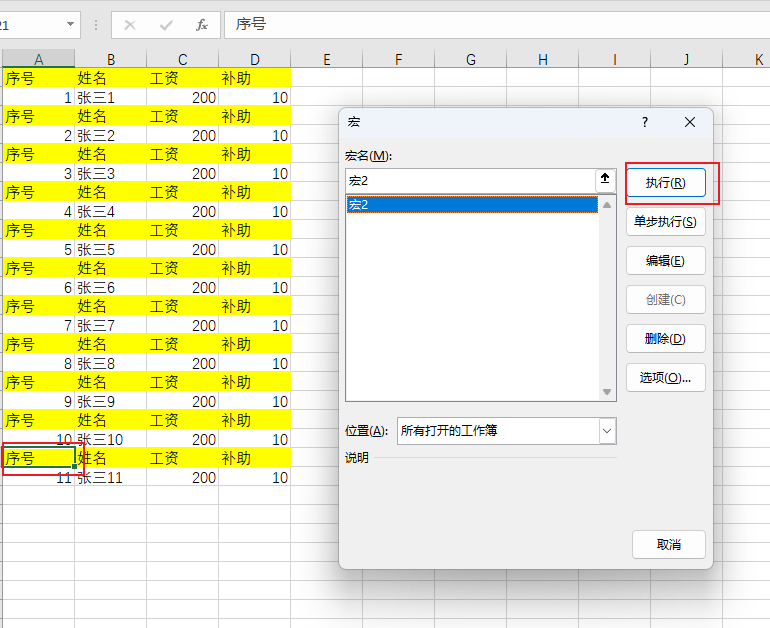 21 fx 序号
A B C D E F G H I J K
序号 姓名 工资 补助
1 张三1 200 10
序号 姓名 工资 补助
2 张三2 200 10
序号 姓名 工资 补助
3 张三3 200 10
序号 姓名 工资 补助
4 张三4 200 10
序号 姓名 工资 补助
5 张三5 200 10
序号 姓名 工资 补助
6 张三6 200 10
序号 姓名 工资 补助
7 张三7 200 10
序号 姓名 工资 补助
8 张三8 200 10
序号 姓名 工资 补助
9 张三9 200 10
序号 姓名 工资 补助
10 张三10 200 10
序号 姓名 工资 补助
11 张三11 200 10
宏 ?
宏名(M):
宏2
宏2
执行(R)
单步执行(S)
编辑(E)
创建(C)
删除(D)
选项(O)...
位置(A): 所有打开的工作簿
说明
取消